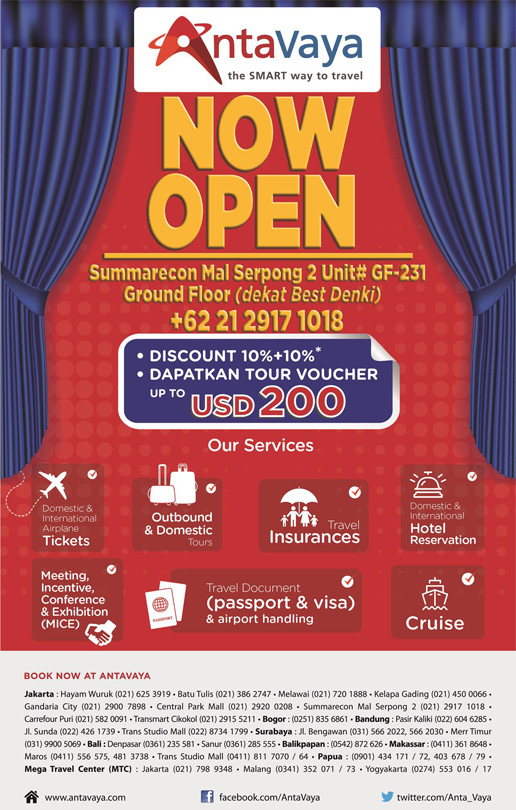 AntaVaya
the SMART way to travel
NOW
OPEN
Summarecon Mal Serpong 2 Unit# GF-231
Ground Floor (dekat Best Denki)
+62 21 2917 1018
• DISCOUNT 10%+10%*
• DAPATKAN TOUR VOUCHER
UP TO USD 200
Our Services
Domestic &
International
Airplane
Tickets
Outbound
& Domestic
Tours
Travel
Insurances
Domestic &
International
Hotel
Reservation
Meeting,
Incentive,
Conference
& Exhibition
(MICE)
PASSPORT
Travel Document
(passport & visa)
& airport handling
Cruise
BOOK NOW AT ANTAVAYA
Jakarta : Hayam Wuruk (021) 625 3919 • Batu Tulis (021) 386 2747 • Melawai (021) 720 1888 • Kelapa Gading (021) 450 0066 •
Gandaria City (021) 2900 7898 • Central Park Mall (021) 2920 0208 • Summarecon Mal Serpong 2 (021) 2917 1018 •
Carrefour Puri (021) 582 0091 • Transmart Cikokol (021) 2915 5211 • Bogor : (0251) 835 6861 • Bandung : Pasir Kaliki (022) 604 6285 •
Jl. Sunda (022) 426 1739 • Trans Studio Mall (022) 8734 1799 • Surabaya : Jl. Bengawan (031) 566 2022, 566 2030 • Merr Timur
(031) 9900 5069 • Bali : Denpasar (0361) 235 581 • Sanur (0361) 285 555 • Balikpapan : (0542) 872 626 • Makassar : (0411) 361 8648 •
Maros (0411) 556 575, 481 3738 • Trans Studio Mall (0411) 811 7070 / 64 • Papua : (0901) 434 171 / 72, 403 678 / 79 •
Mega Travel Center (MTC) : Jakarta (021) 798 9348 • Malang (0341) 352 071 / 73 • Yogyakarta (0274) 553 016 / 17
www.antavaya.com
facebook.com/AntaVaya
twitter.com/Anta_Vaya